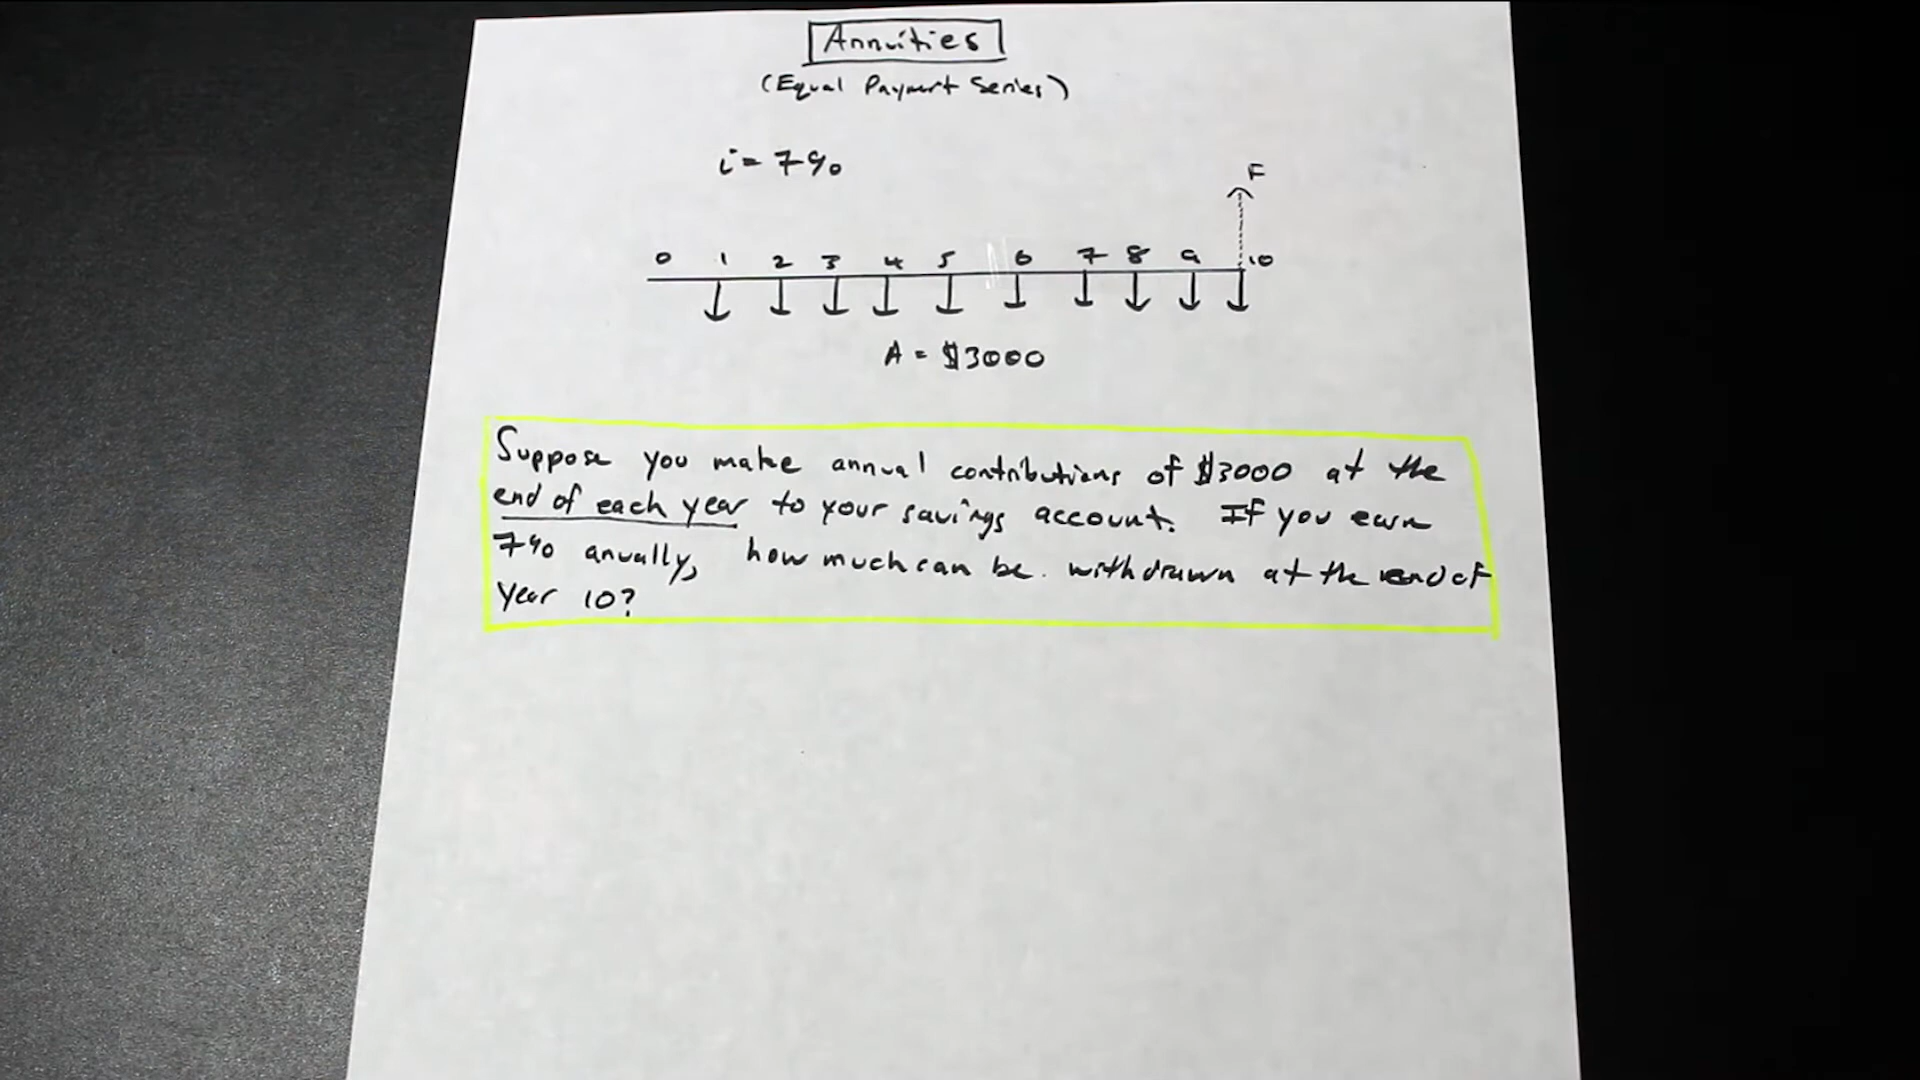 Annuities
(Equal Payment Series)
i = 7%
F
0 1 2 3 4 5 6 7 8 9 10
A = $3000
Suppose you make annual contributions of $3000 at the
end of each year to your savings account. If you earn
7% anually, how much can be withdrawn at the end of
year 10?